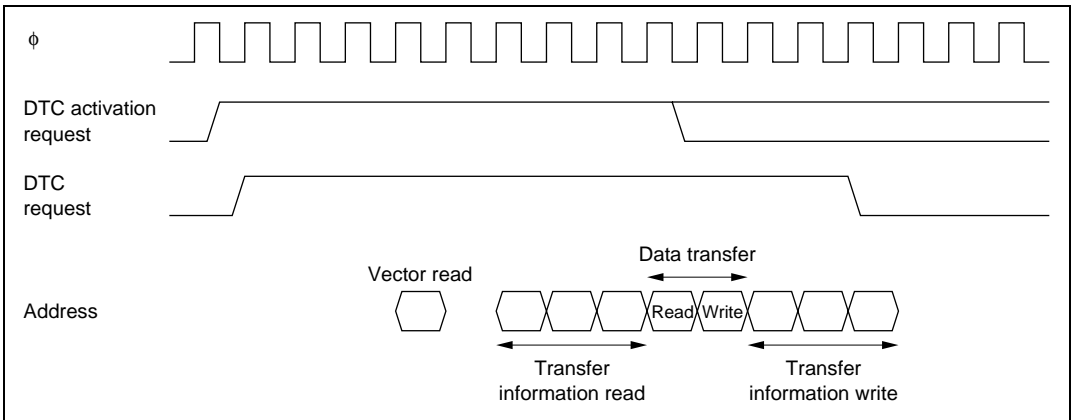 ϕ
DTC activation
request
DTC
request
Data transfer
Vector read
Address
Read Write
Transfer
information read
Transfer
information write